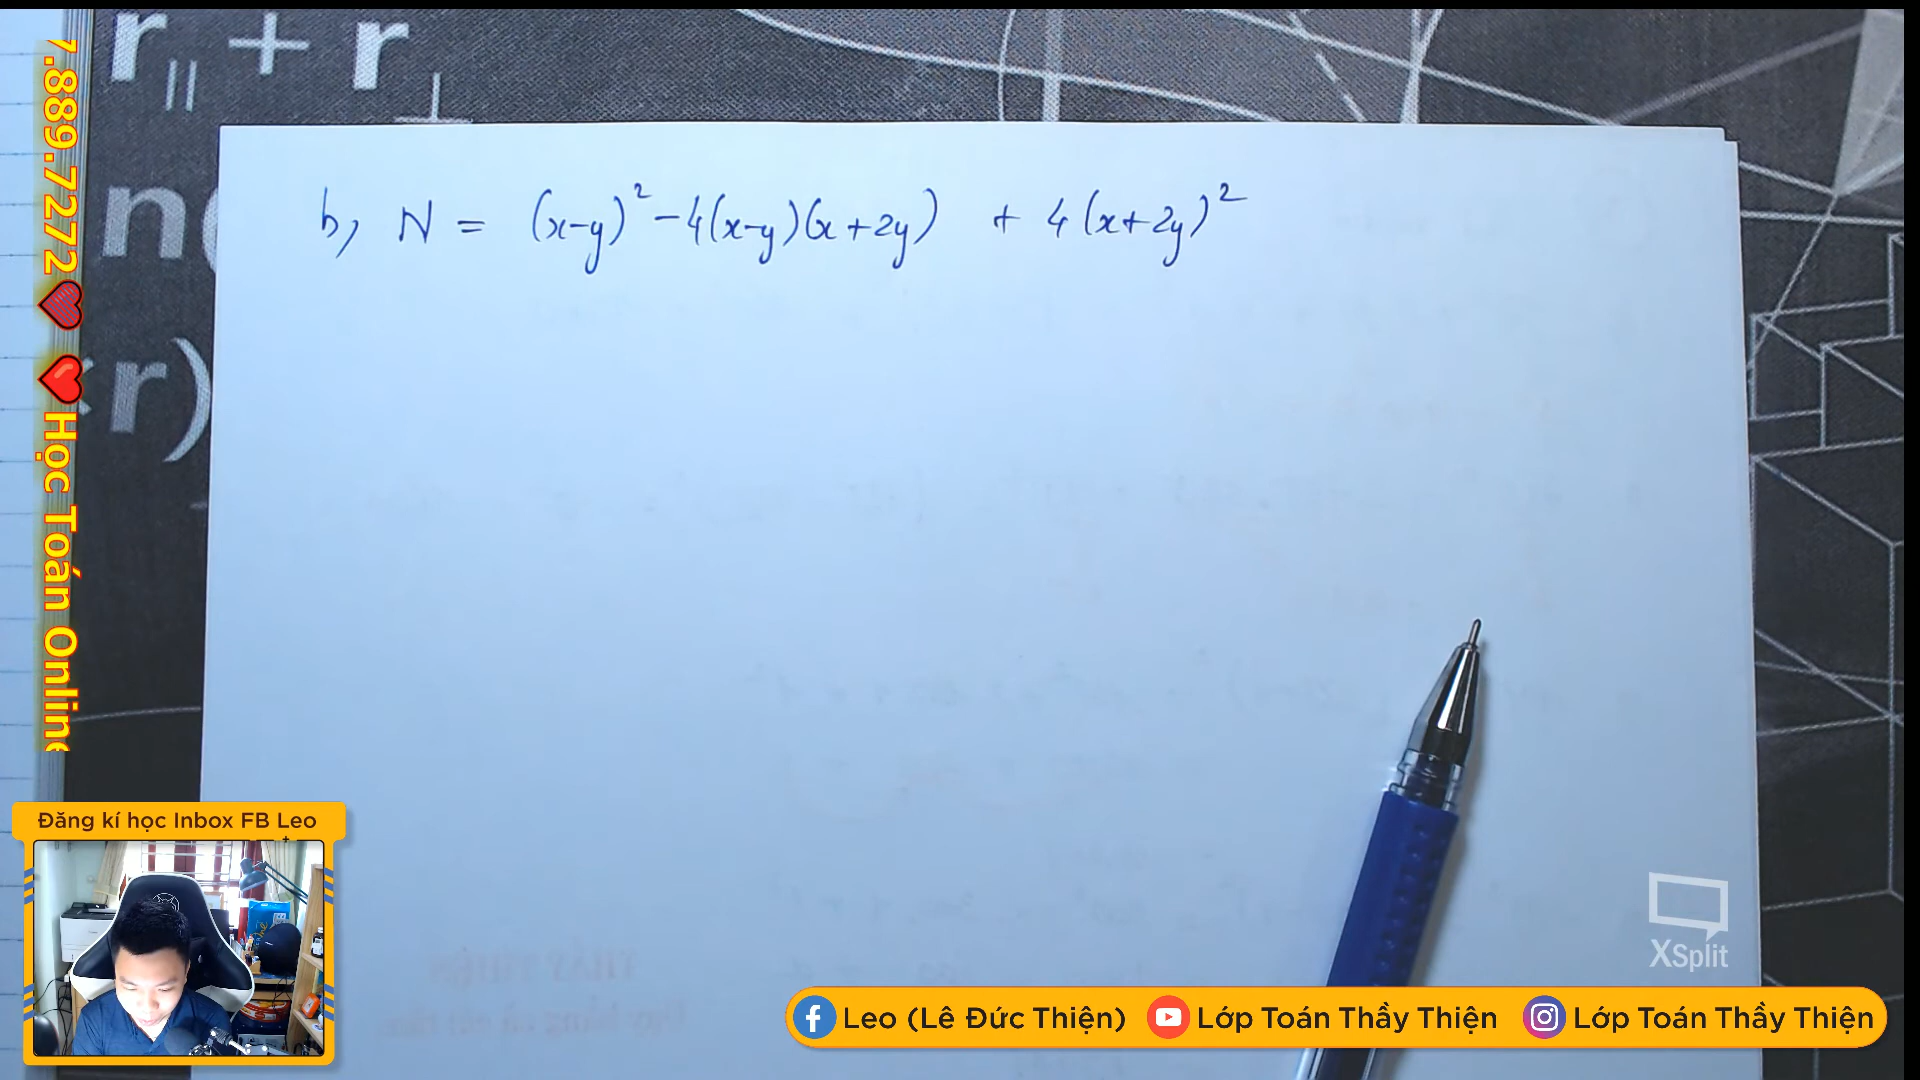 r|| + r⊥
n(
×r)
7.889.7272❤ ❤Học Toán Online
b, N = (x-y)² - 4(x-y)(x+2y) + 4(x+2y)²
Đăng kí học Inbox FB Leo
XSplit
Leo (Lê Đức Thiện) Lớp Toán Thầy Thiện Lớp Toán Thầy Thiện